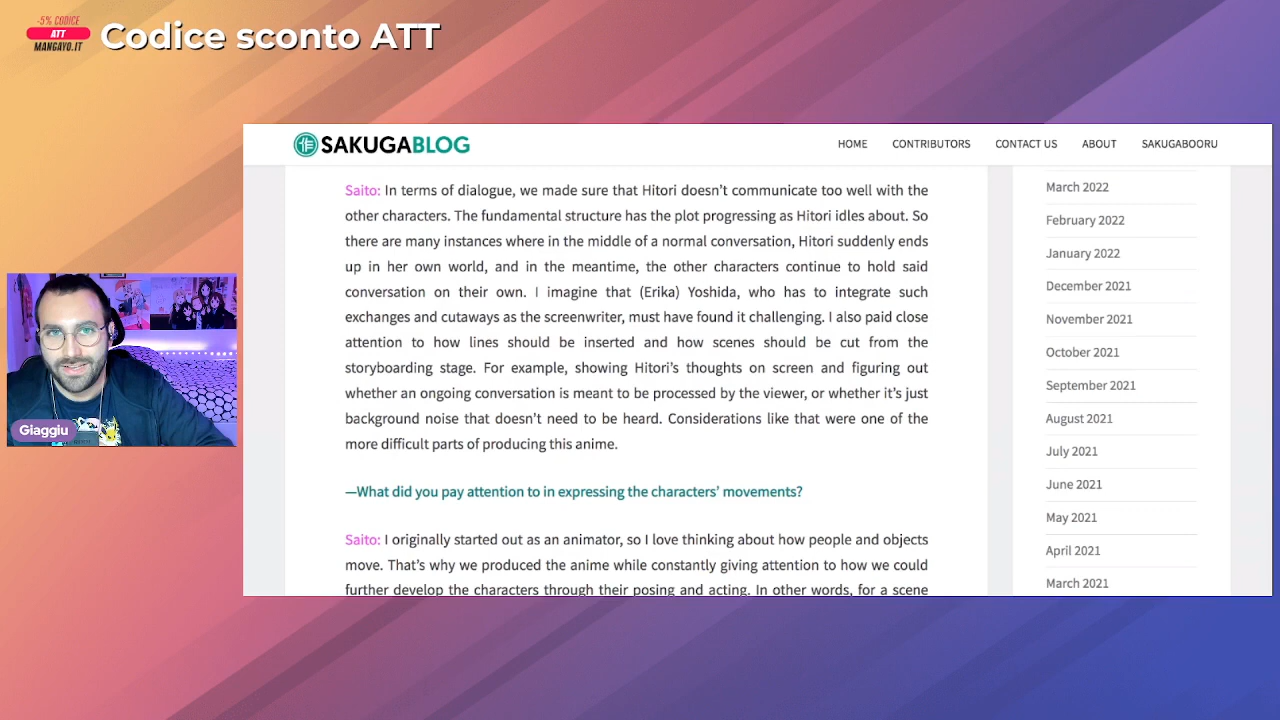 -5% CODICE
ATT
MANGAYO.IT
Codice sconto ATT
SAKUGABLOG
HOME
CONTRIBUTORS
CONTACT US
ABOUT
SAKUGABOORU
Saito: In terms of dialogue, we made sure that Hitori doesn’t communicate too well with the
other characters. The fundamental structure has the plot progressing as Hitori idles about. So
there are many instances where in the middle of a normal conversation, Hitori suddenly ends
up in her own world, and in the meantime, the other characters continue to hold said
conversation on their own. I imagine that (Erika) Yoshida, who has to integrate such
exchanges and cutaways as the screenwriter, must have found it challenging. I also paid close
attention to how lines should be inserted and how scenes should be cut from the
storyboarding stage. For example, showing Hitori’s thoughts on screen and figuring out
whether an ongoing conversation is meant to be processed by the viewer, or whether it’s just
background noise that doesn’t need to be heard. Considerations like that were one of the
more difficult parts of producing this anime.
—What did you pay attention to in expressing the characters’ movements?
Saito: I originally started out as an animator, so I love thinking about how people and objects
move. That’s why we produced the anime while constantly giving attention to how we could
further develop the characters through their posing and acting. In other words, for a scene
March 2022
February 2022
January 2022
December 2021
November 2021
October 2021
September 2021
August 2021
July 2021
June 2021
May 2021
April 2021
March 2021
Giaggiu